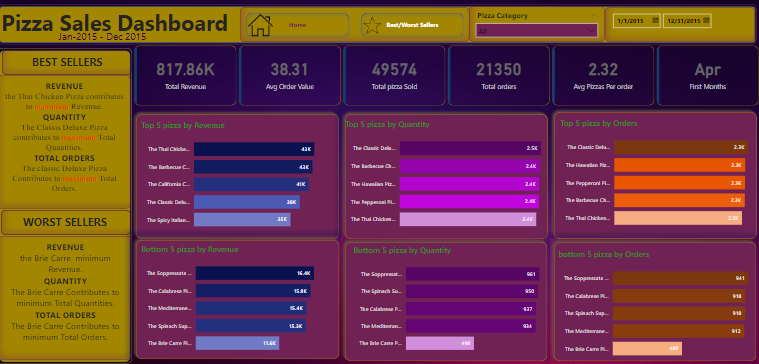 Pizza Sales Dashboard
Jan-2015 - Dec 2015
Home
Best/Worst Sellers
Pizza Category
All
1/1/2015
12/31/2015
BEST SELLERS
REVENUE
the Thai Chicken Pizza contributes
to maximum Revenue.
QUANTITY
The Classis Deluxe Pizza
contributes to maximum Total
Quantities.
TOTAL ORDERS
The classic Deluxe Pizza
Contributes to maximum Total
Orders.
WORST SELLERS
REVENUE
the Brie Carre minimum
Revenue.
QUANTITY
The Brie Carre Contributes to
minimum Total Quantities.
TOTAL ORDERS
The Brie Carre Contributes to
minimum Total Orders.
817.86K
Total Revenue
38.31
Avg Order Value
49574
Total pizza Sold
21350
Total orders
2.32
Avg Pizzas Per order
Apr
First Months
Top 5 pizza by Revenue
The Thai Chicke... 43K
The Barbecue C... 43K
The California C... 41K
The Classic Delu... 38K
The Spicy Italian... 35K
Top 5 pizza by Quantity
The Classic Delu... 2.5K
The Barbecue Ch... 2.4K
The Hawaiian Piz... 2.4K
The Pepperoni Pi... 2.4K
The Thai Chicken... 2.4K
Top 5 pizza by Orders
The Classic Delu... 2.3K
The Hawaiian Piz... 2.3K
The Pepperoni Pi... 2.3K
The Barbecue Ch... 2.3K
The Thai Chicken... 2.2K
Bottom 5 pizza by Revenue
The Soppressata ... 16.4K
The Calabrese Pi... 15.8K
The Mediterrane... 15.4K
The Spinach Sup... 15.3K
The Brie Carre Pi... 11.6K
Bottom 5 pizza by Quantity
The Soppressat... 961
The Spinach Su... 950
The Calabrese P... 937
The Mediterran... 934
The Brie Carre P... 490
bottom 5 pizza by Orders
The Soppressata ... 941
The Calabrese Pi... 918
The Spinach Sup... 918
The Mediterrane... 912
The Brie Carre Pi... 480